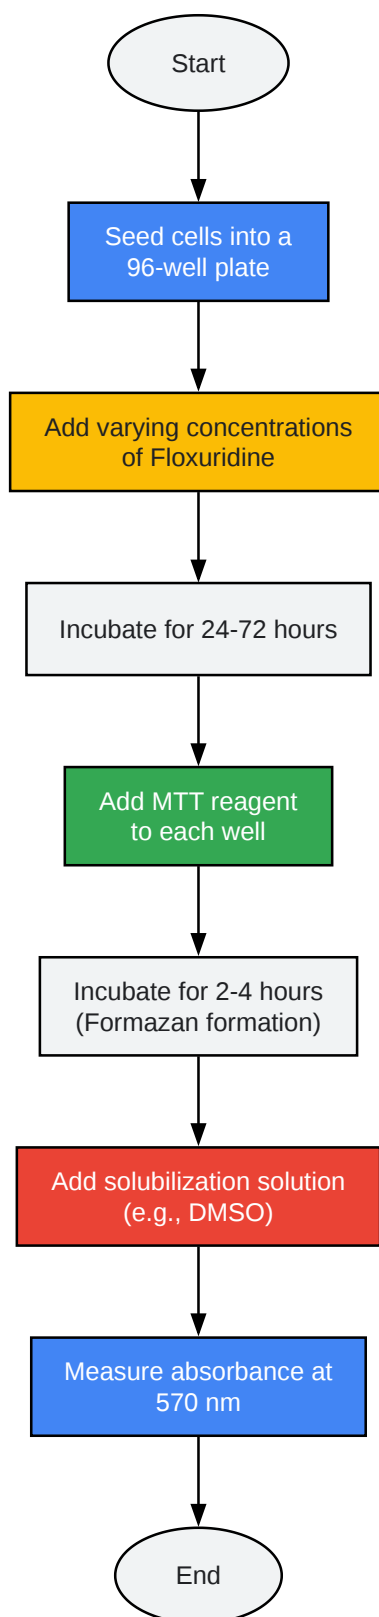 Start
Seed cells into a
96-well plate
Add varying concentrations
of Floxuridine
Incubate for 24-72 hours
Add MTT reagent
to each well
Incubate for 2-4 hours
(Formazan formation)
Add solubilization solution
(e.g., DMSO)
Measure absorbance at
570 nm
End